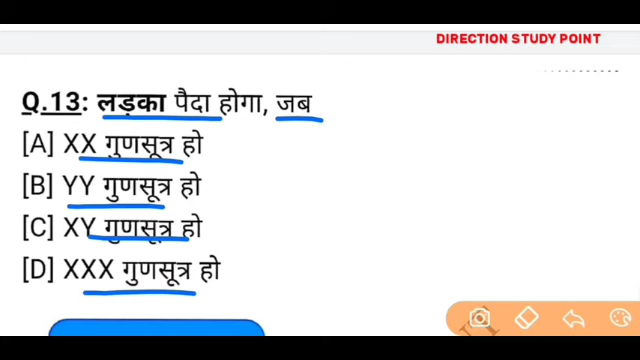 DIRECTION STUDY POINT
Q.13: लड़का पैदा होगा, जब
[A] XX गुणसूत्र हो
[B] YY गुणसूत्र हो
[C] XY गुणसूत्र हो
[D] XXX गुणसूत्र हो